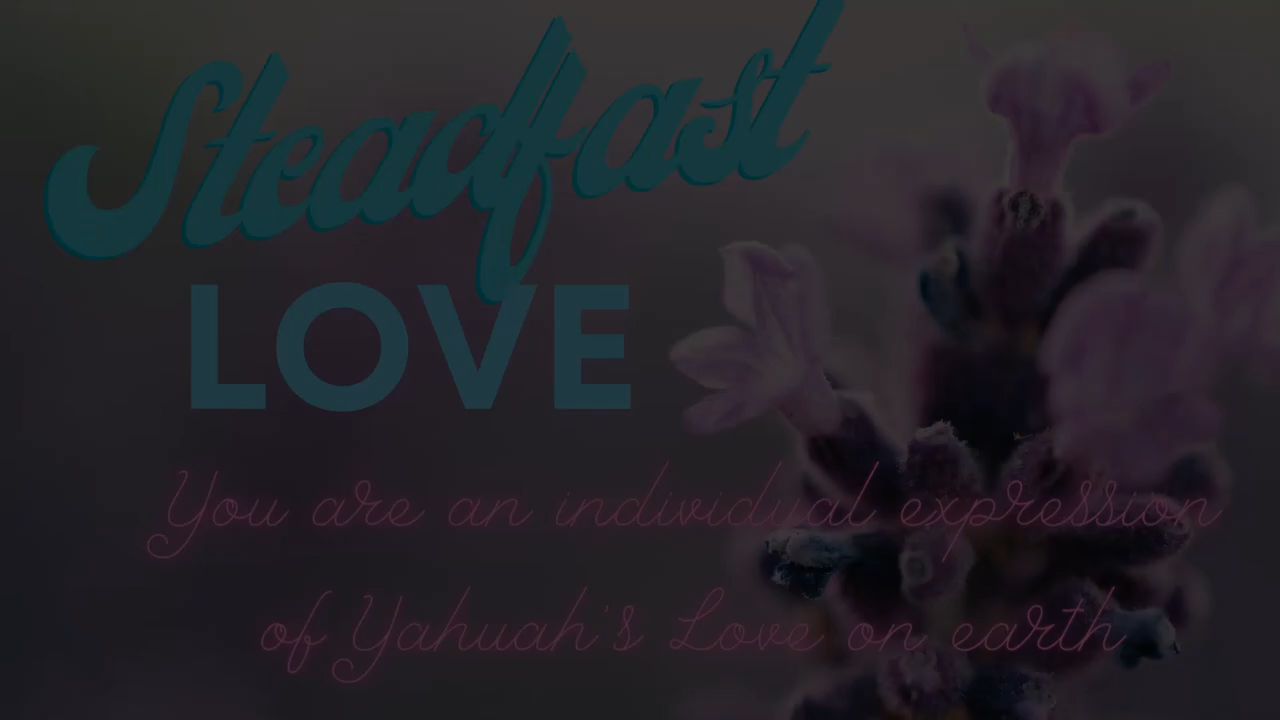 Steadfast
LOVE
You are an individual expression
of Yahuah's Love on earth